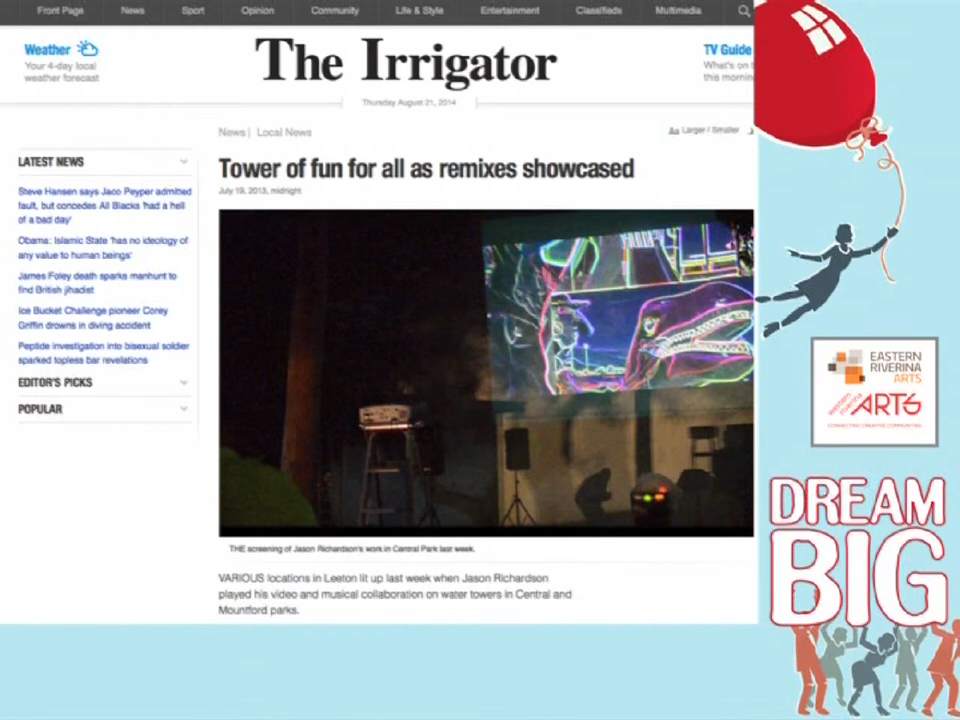 Front Page News Sport Opinion Community Life & Style Entertainment Classifieds Multimedia
Weather
Your 4-day local
weather forecast
The Irrigator
Thursday August 21, 2014
TV Guide
What's on
this mornin
News | Local News
Aa Larger / Smaller
LATEST NEWS
Steve Hansen says Jaco Peyper admitted
fault, but concedes All Blacks 'had a hell
of a bad day'
Obama: Islamic State 'has no ideology of
any value to human beings'
James Foley death sparks manhunt to
find British jihadist
Ice Bucket Challenge pioneer Corey
Griffin drowns in diving accident
Peptide investigation into bisexual soldier
sparked topless bar revelations
EDITOR'S PICKS
POPULAR
Tower of fun for all as remixes showcased
July 19, 2013, midnight
THE screening of Jason Richardson's work in Central Park last week.
VARIOUS locations in Leeton lit up last week when Jason Richardson
played his video and musical collaboration on water towers in Central and
Mountford parks.
EASTERN
RIVERINA
ARTS
western
riverina
ARTS
CONNECTING CREATIVE COMMUNITIES
DREAM
BIG